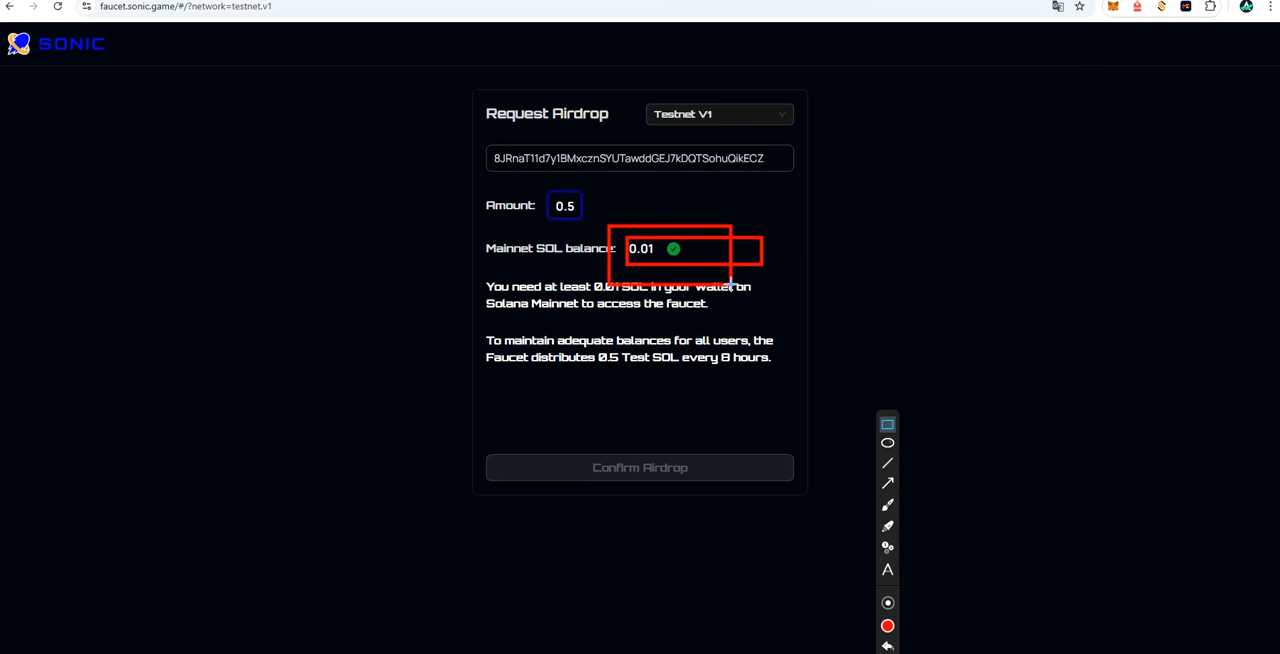 faucet.sonic.game/#/?network=testnet.v1
SONIC
Request Airdrop
Testnet V1
8JRnaT11d7y1BMxcznSYUTawddGEJ7kDQTSohuQikECZ
Amount:
0.5
Mainnet SOL balance:
0.01
You need at least 0.01 SOL in your wallet on
Solana Mainnet to access the faucet.
To maintain adequate balances for all users, the
Faucet distributes 0.5 Test SOL every 8 hours.
Confirm Airdrop
A